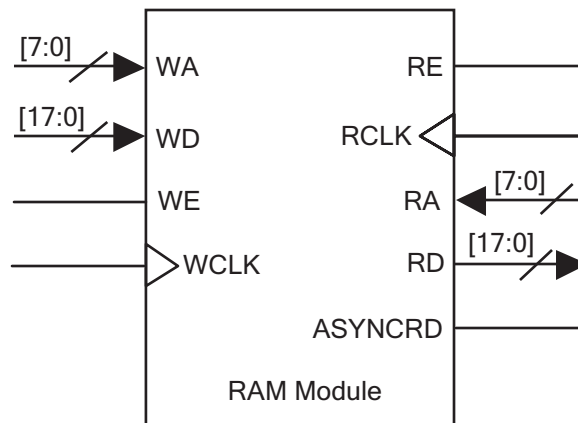 [7:0]
WA
RE
[17:0]
WD
RCLK
[7:0]
WE
RA
[17:0]
WCLK
RD
ASYNCRD
RAM Module